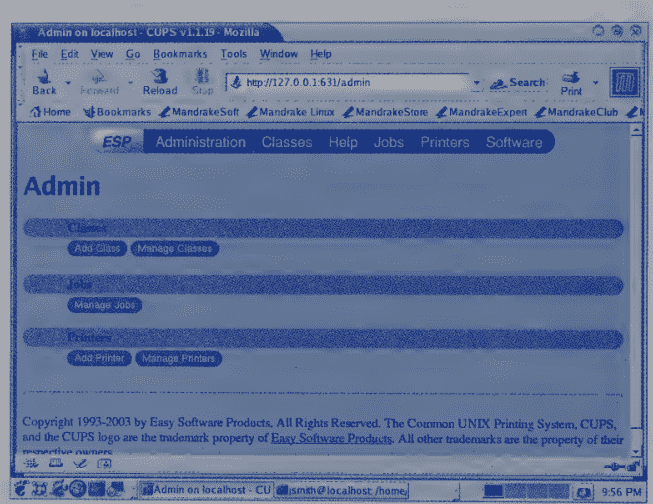 Admin on localhost - CUPS v1.1.19 - Mozilla
File Edit View Go Bookmarks Tools Window Help
Back Forward Reload Stop http://127.0.0.1:631/admin Search Print
Home Bookmarks MandrakeSoft Mandrake Linux MandrakeStore MandrakeExpert MandrakeClub
ESP Administration Classes Help Jobs Printers Software
Admin
Classes
Add Class Manage Classes
Jobs
Manage Jobs
Printers
Add Printer Manage Printers
Copyright 1993-2003 by Easy Software Products, All Rights Reserved. The Common UNIX Printing System, CUPS,
and the CUPS logo are the trademark property of Easy Software Products. All other trademarks are the property of their
respective owners.
Admin on localhost - CU jsmith@localhost:/home/ 9:56 PM